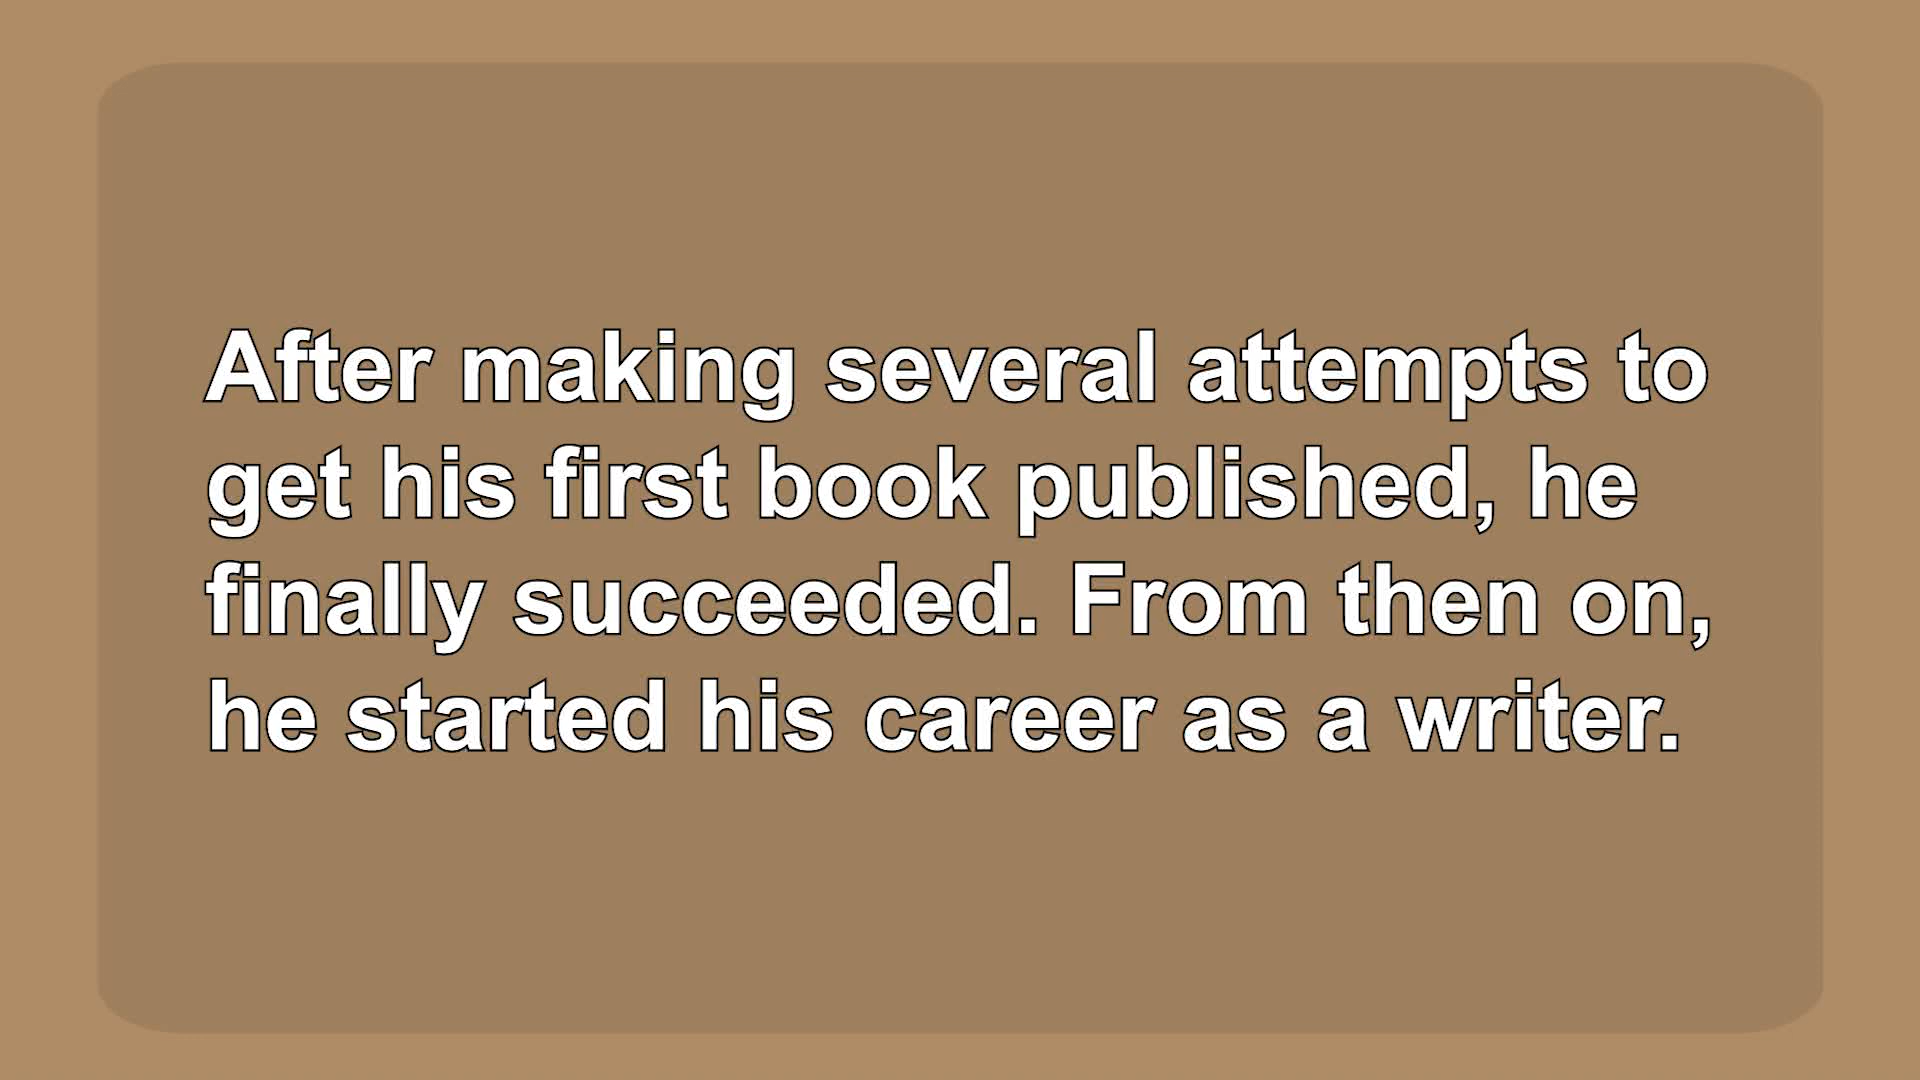 After making several attempts to
get his first book published, he
finally succeeded. From then on,
he started his career as a writer.